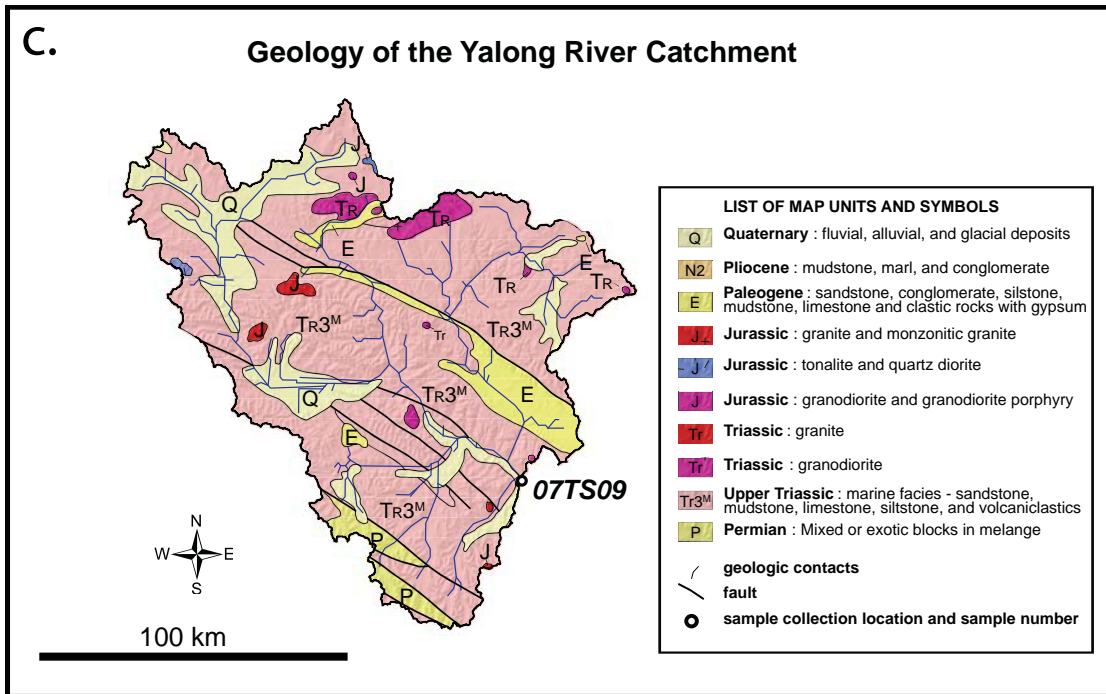 c.
Geology of the Yalong River Catchment
J
J
Q
TR
TR
E
E
TR
TR
J
TR3M
TR3M
J
Tr
TR3M
E
Q
E
07TS09
TR3M
J
P
P
N
W E
S
100 km
LIST OF MAP UNITS AND SYMBOLS
Q Quaternary : fluvial, alluvial, and glacial deposits
N2 Pliocene : mudstone, marl, and conglomerate
E Paleogene : sandstone, conglomerate, silstone,
mudstone, limestone and clastic rocks with gypsum
J Jurassic : granite and monzonitic granite
J Jurassic : tonalite and quartz diorite
J Jurassic : granodiorite and granodiorite porphyry
Tr Triassic : granite
Tr Triassic : granodiorite
Tr3M Upper Triassic : marine facies - sandstone,
mudstone, limestone, siltstone, and volcaniclastics
P Permian : Mixed or exotic blocks in melange
geologic contacts
fault
sample collection location and sample number